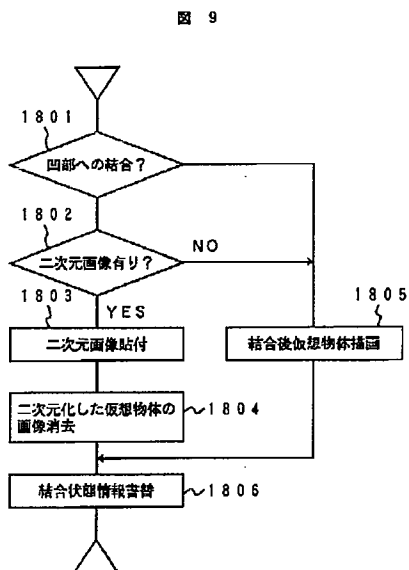 図 9
1801
凹部への結合？
1802
二次元画像有り？
NO
1803
YES
1805
二次元画像貼付
結合後仮想物体描画
二次元化した仮想物体の
画像消去
1804
結合状態情報書替
1806